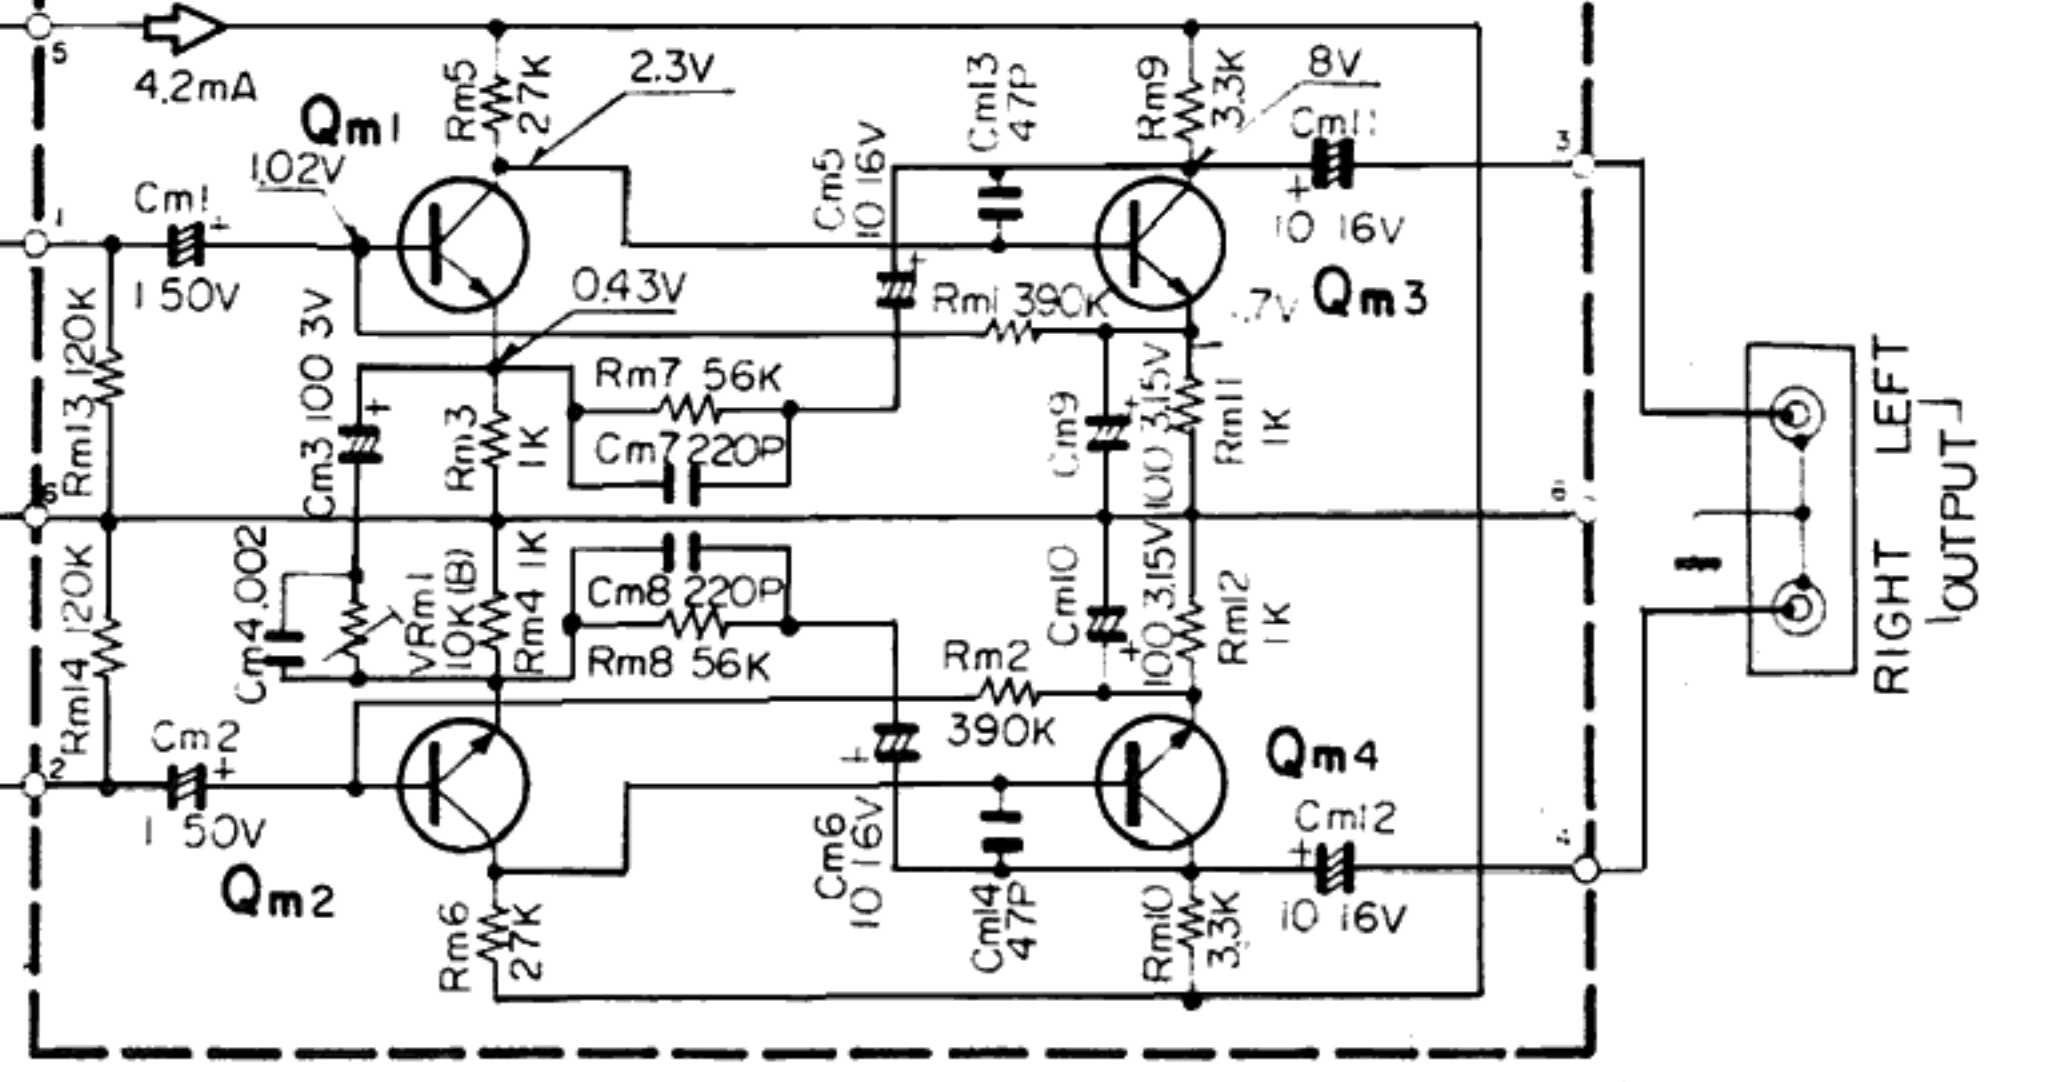 5
4.2mA
Qm1
1.02V
Rm5
27K
2.3V
Cm13
47P
Rm9
3.3K
8V
3
Cm1
+
1
1 50V
Cm5
10 16V
+
+
10 16V
Qm3
0.43V
Rm1 390K
Rm13 120K
Cm3 100 3V
+
Rm3
1K
Rm7 56K
Cm7 220P
Cm9
+
100 3.15V
Rm11
1K
LEFT
OUTPUT
RIGHT
6
Rm14 120K
Cm4 .002
VRm1
10K(B)
Rm4 1K
Cm8 220P
Rm8 56K
Rm2
390K
Cm10
+
100 3.15V
Rm12
1K
2
Cm2
+
1 50V
Qm2
Qm4
+
Cm6
10 16V
Cm12
+
10 16V
Rm6
27K
Cm14
47P
Rm10
3.3K